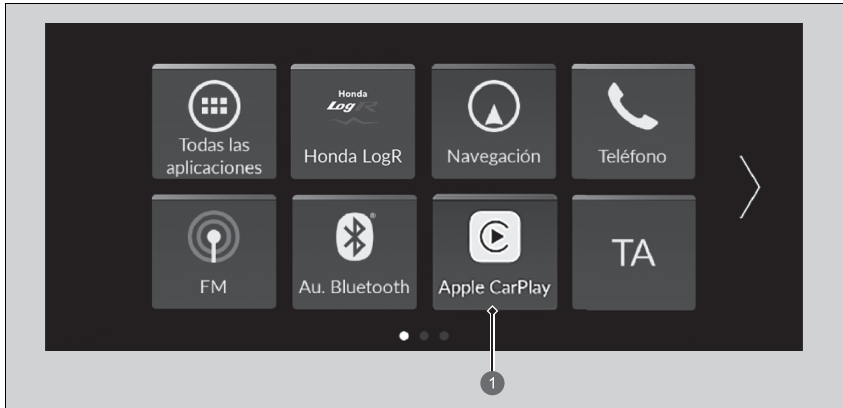 Todas las
aplicaciones
Honda
LogR
Honda LogR
Navegación
Teléfono
FM
®
Au. Bluetooth
Apple CarPlay
TA
1